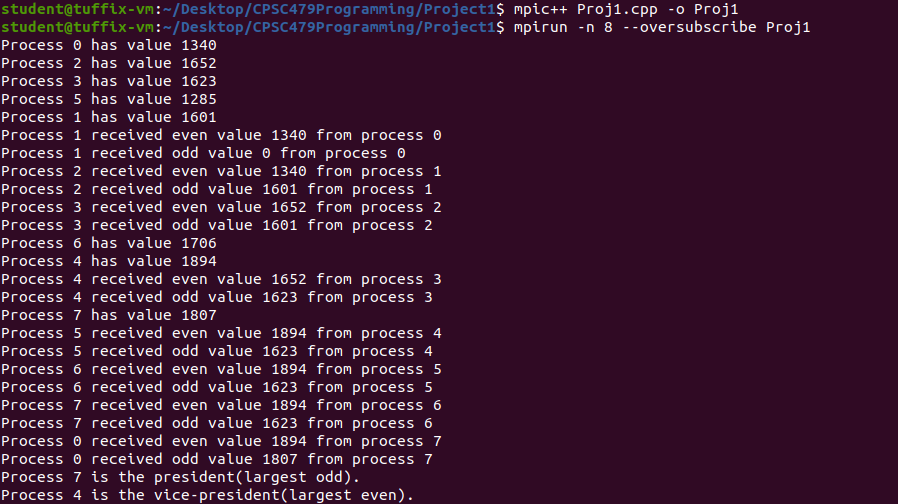 student@tuffix-vm:~/Desktop/CPSC479Programming/Project1$ mpic++ Proj1.cpp -o Proj1
student@tuffix-vm:~/Desktop/CPSC479Programming/Project1$ mpirun -n 8 --oversubscribe Proj1
Process 0 has value 1340
Process 2 has value 1652
Process 3 has value 1623
Process 5 has value 1285
Process 1 has value 1601
Process 1 received even value 1340 from process 0
Process 1 received odd value 0 from process 0
Process 2 received even value 1340 from process 1
Process 2 received odd value 1601 from process 1
Process 3 received even value 1652 from process 2
Process 3 received odd value 1601 from process 2
Process 6 has value 1706
Process 4 has value 1894
Process 4 received even value 1652 from process 3
Process 4 received odd value 1623 from process 3
Process 7 has value 1807
Process 5 received even value 1894 from process 4
Process 5 received odd value 1623 from process 4
Process 6 received even value 1894 from process 5
Process 6 received odd value 1623 from process 5
Process 7 received even value 1894 from process 6
Process 7 received odd value 1623 from process 6
Process 0 received even value 1894 from process 7
Process 0 received odd value 1807 from process 7
Process 7 is the president(largest odd).
Process 4 is the vice-president(largest even).